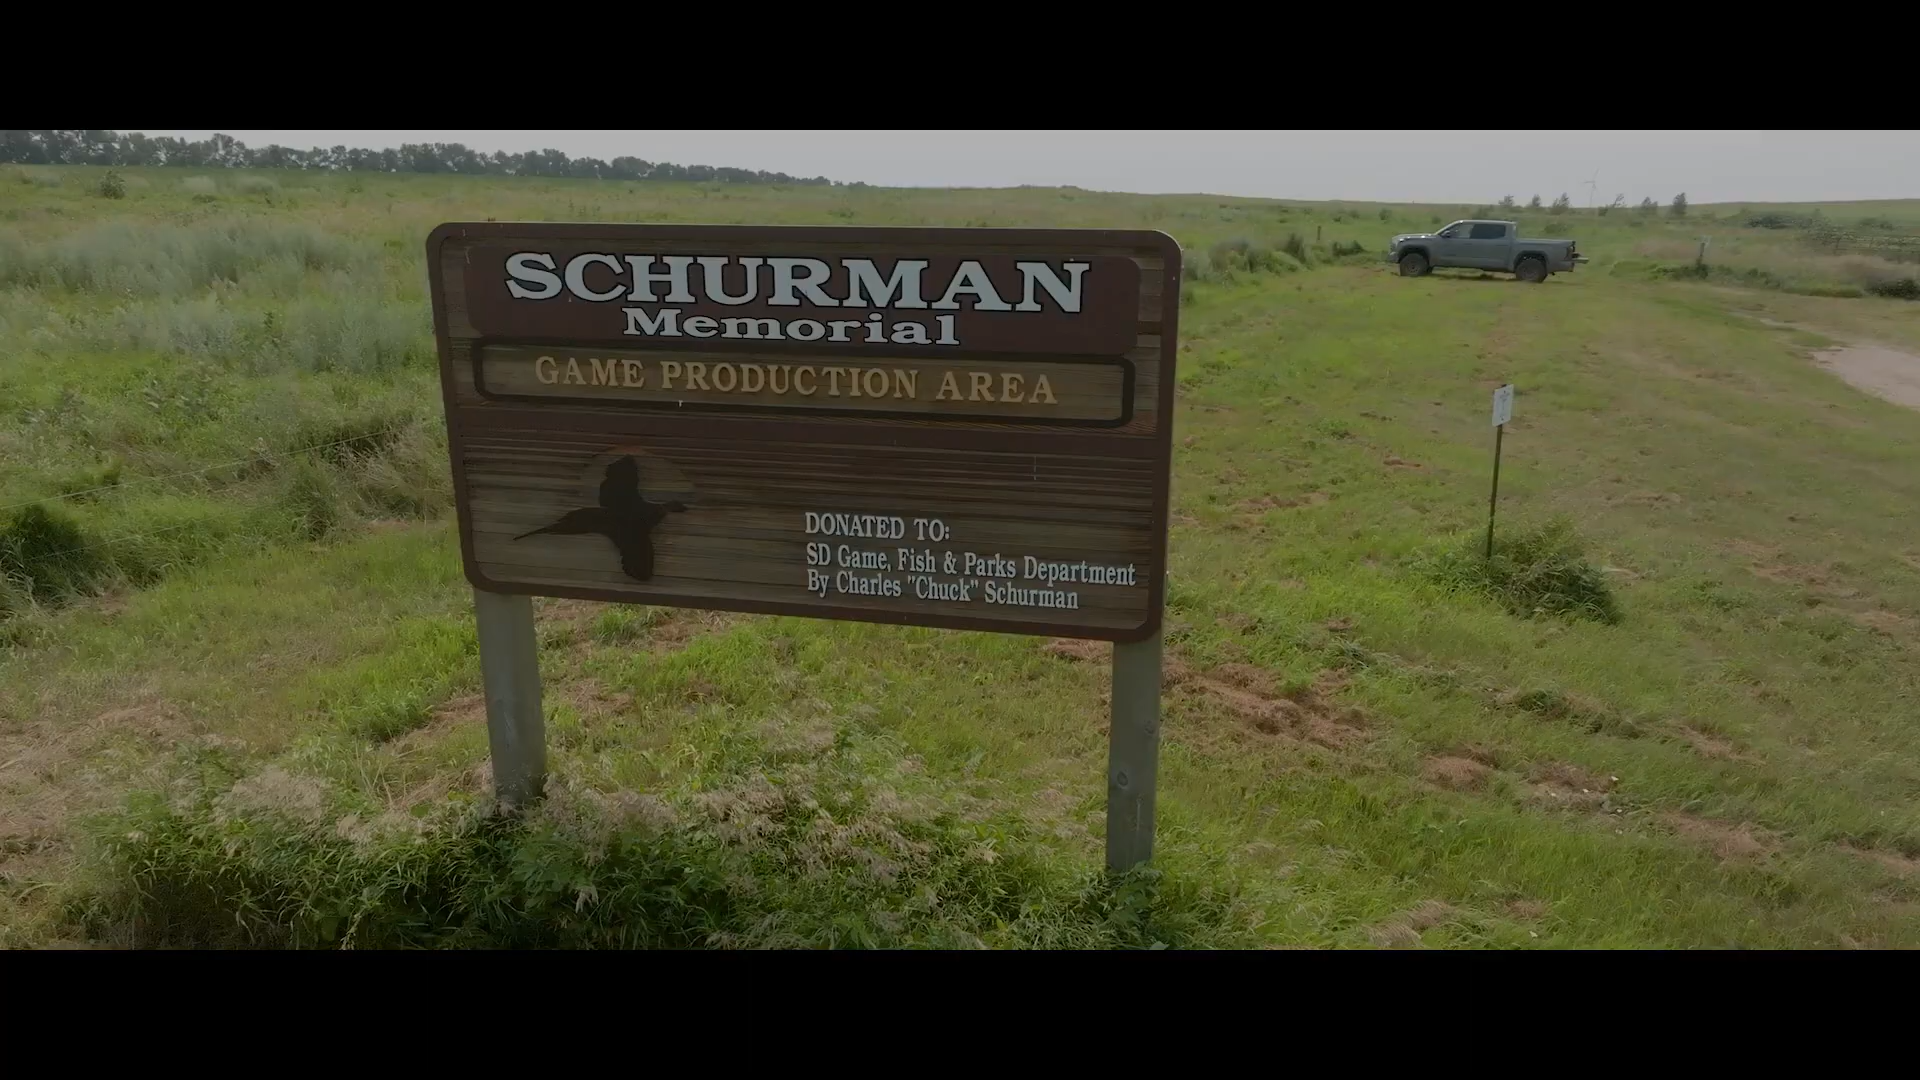 SCHURMAN
Memorial
GAME PRODUCTION AREA
DONATED TO:
SD Game, Fish & Parks Department
By Charles "Chuck" Schurman